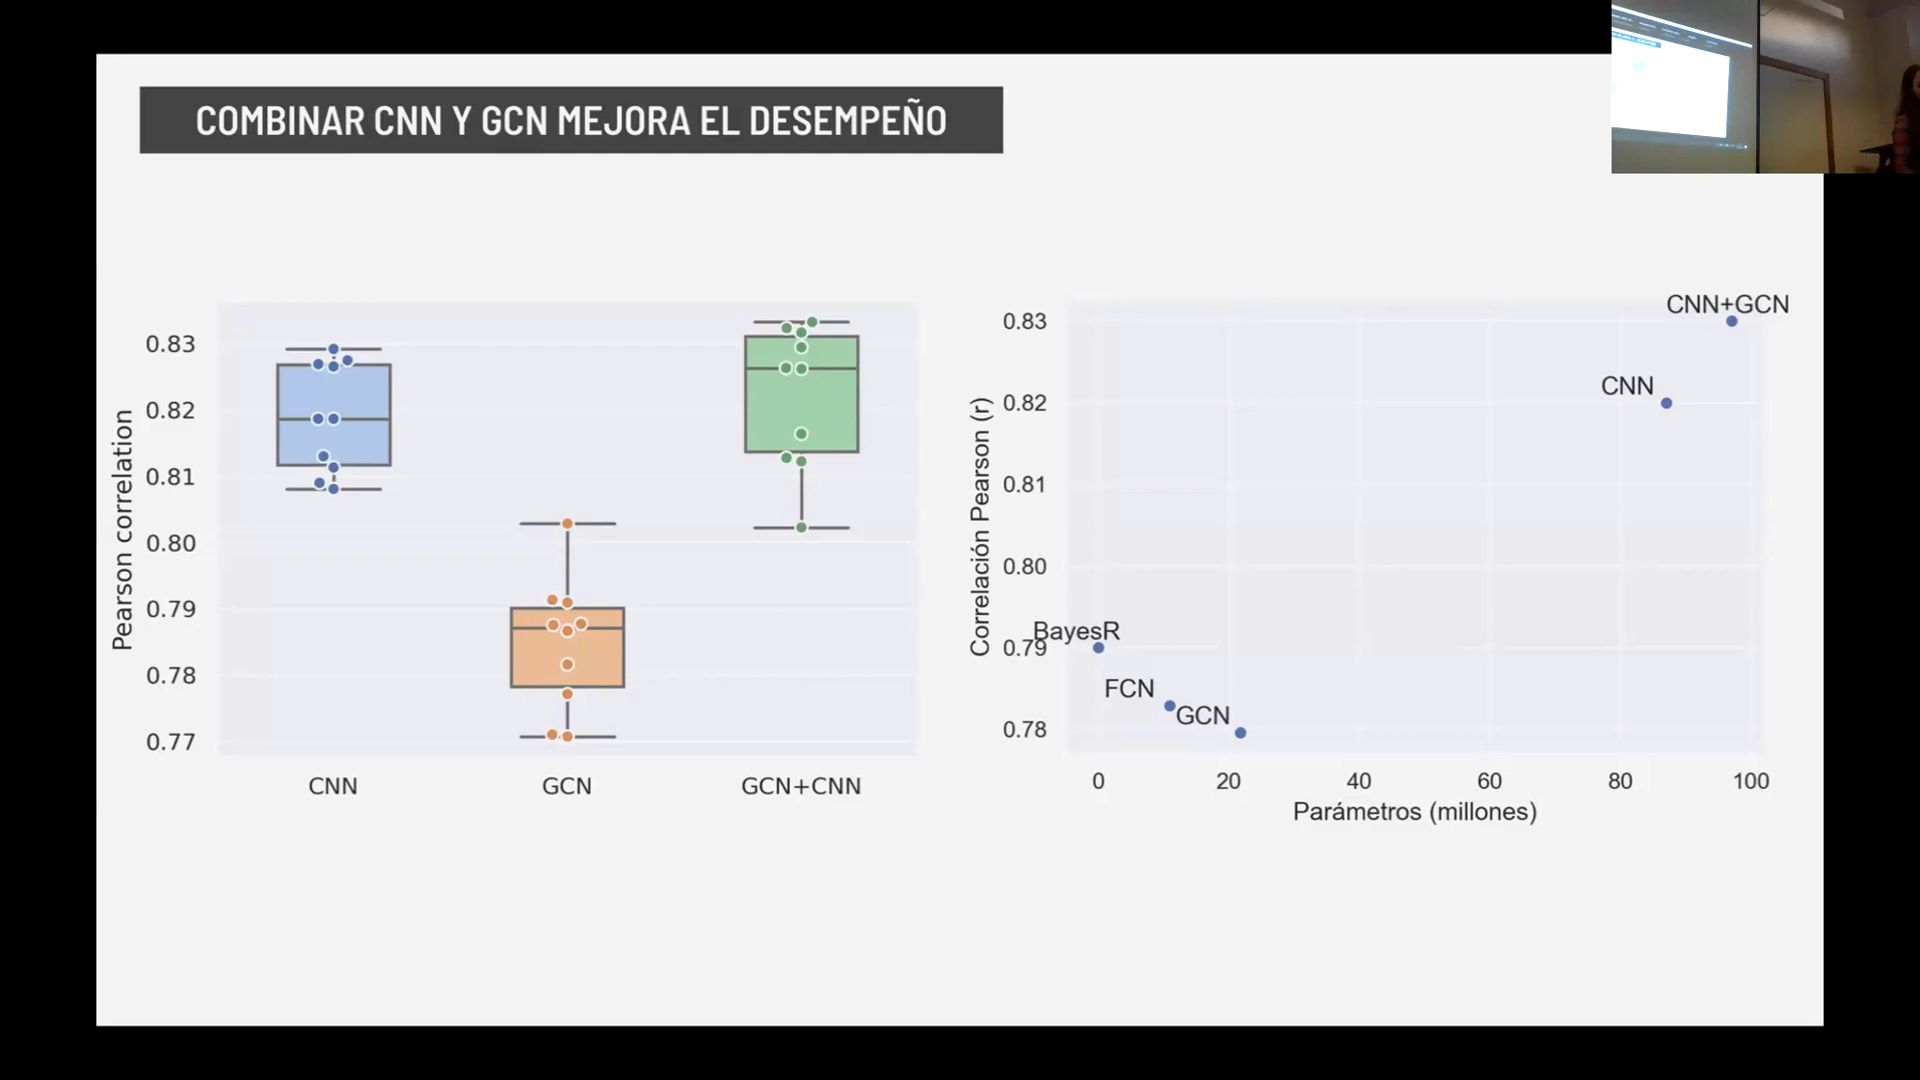 COMBINAR CNN Y GCN MEJORA EL DESEMPEÑO
Pearson correlation
0.83
0.82
0.81
0.80
0.79
0.78
0.77
CNN
GCN
GCN+CNN
Correlación Pearson (r)
0.83
0.82
0.81
0.80
0.79
0.78
CNN+GCN
CNN
BayesR
FCN
GCN
0
20
40
60
80
100
Parámetros (millones)